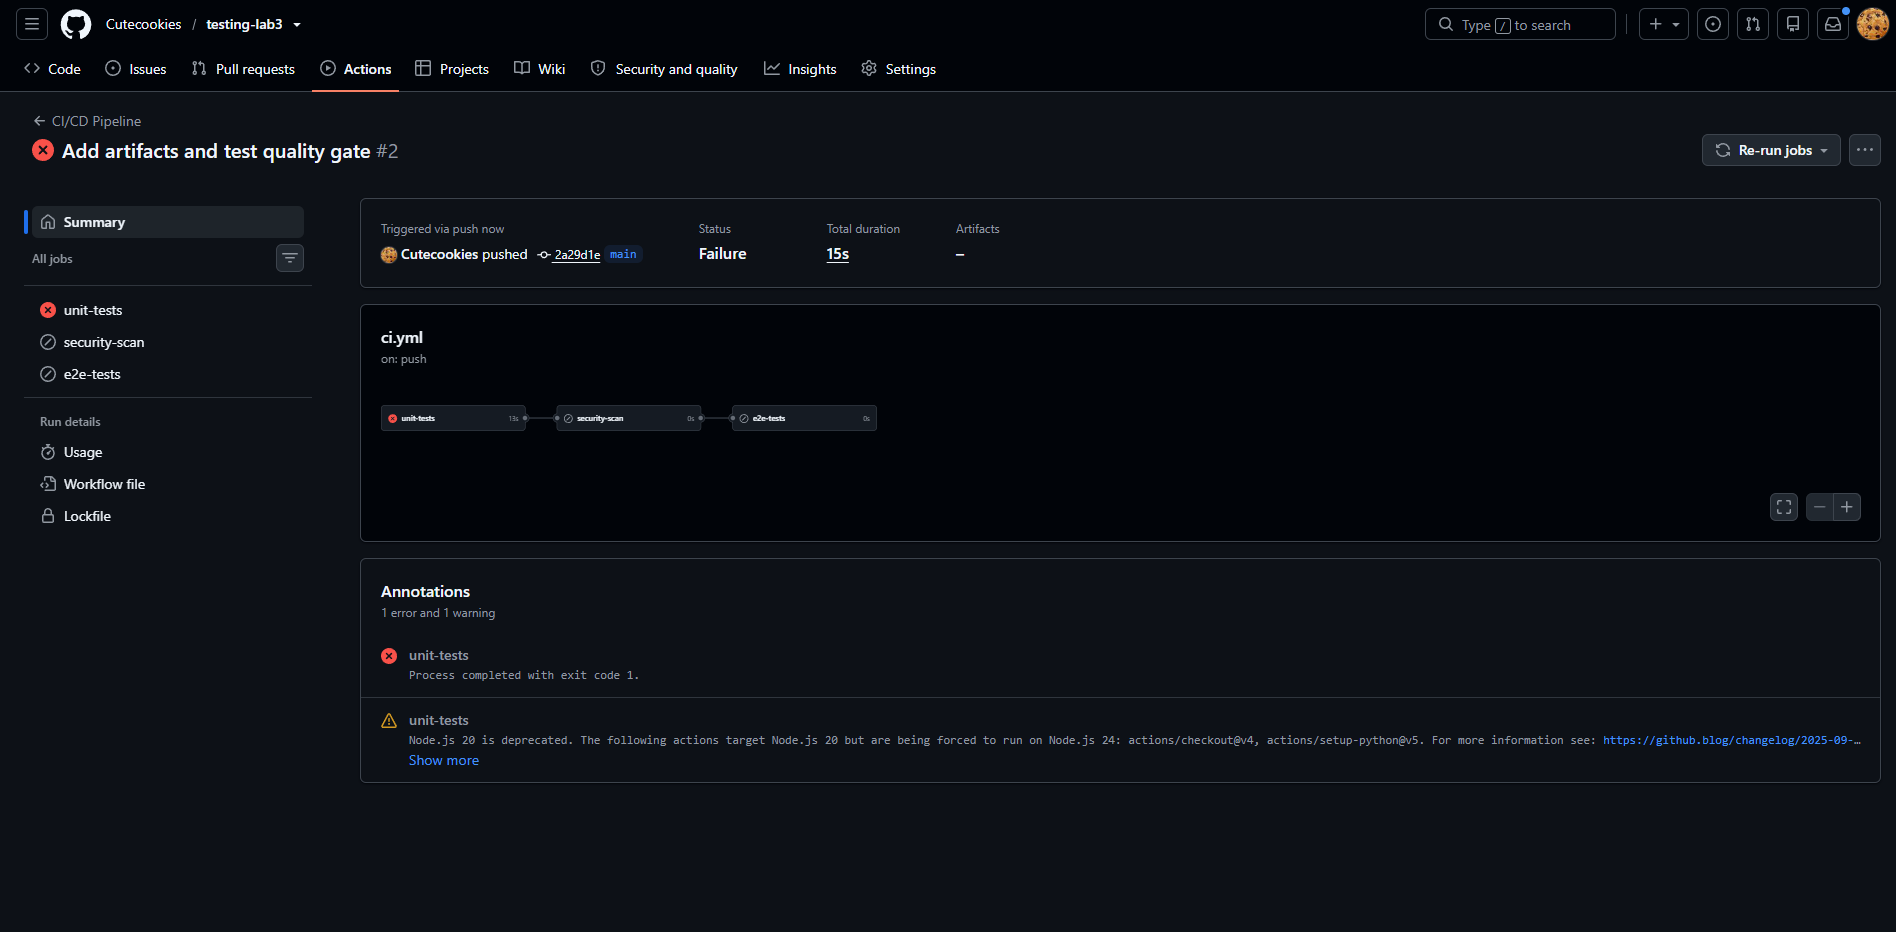 Cutecookies / testing-lab3
Type / to search
Code Issues Pull requests Actions Projects Wiki Security and quality Insights Settings
CI/CD Pipeline
Add artifacts and test quality gate #2
Re-run jobs
Summary
All jobs
unit-tests
security-scan
e2e-tests
Run details
Usage
Workflow file
Lockfile
Triggered via push now
Cutecookies pushed 2a29d1e main
Status
Failure
Total duration
15s
Artifacts
–
ci.yml
on: push
unit-tests 13s
security-scan 0s
e2e-tests 0s
Annotations
1 error and 1 warning
unit-tests
Process completed with exit code 1.
unit-tests
Node.js 20 is deprecated. The following actions target Node.js 20 but are being forced to run on Node.js 24: actions/checkout@v4, actions/setup-python@v5. For more information see: https://github.blog/changelog/2025-09-…
Show more